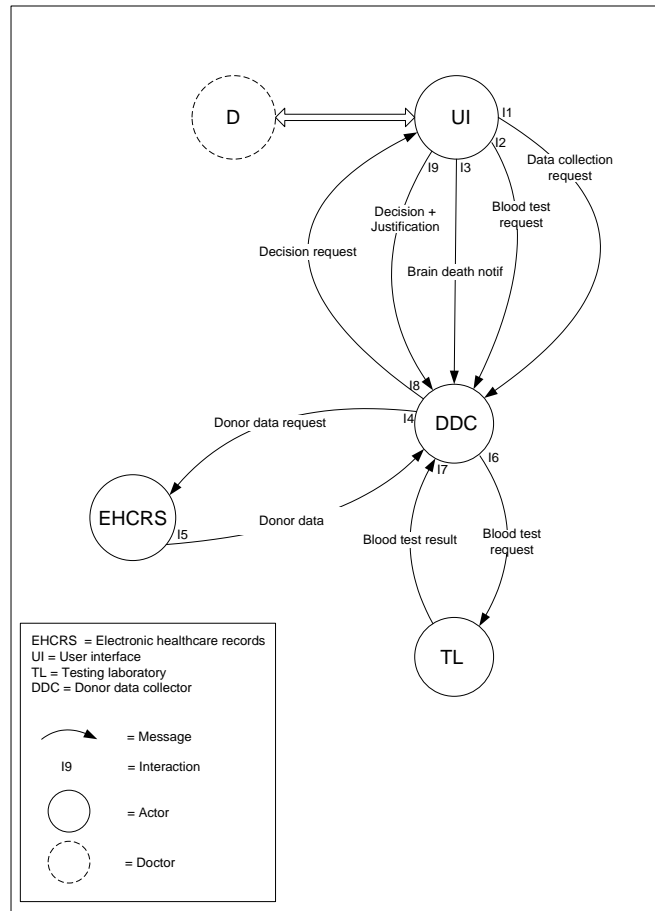 D
UI
I1
I2
I9
I3
Data collection
request
Decision +
Justification
Blood test
request
Decision request
Brain death notif
I8
I4
DDC
I6
I7
Donor data request
EHCRS
I5
Donor data
Blood test result
Blood test
request
TL
EHCRS = Electronic healthcare records
UI = User interface
TL = Testing laboratory
DDC = Donor data collector
= Message
I9
= Interaction
= Actor
= Doctor